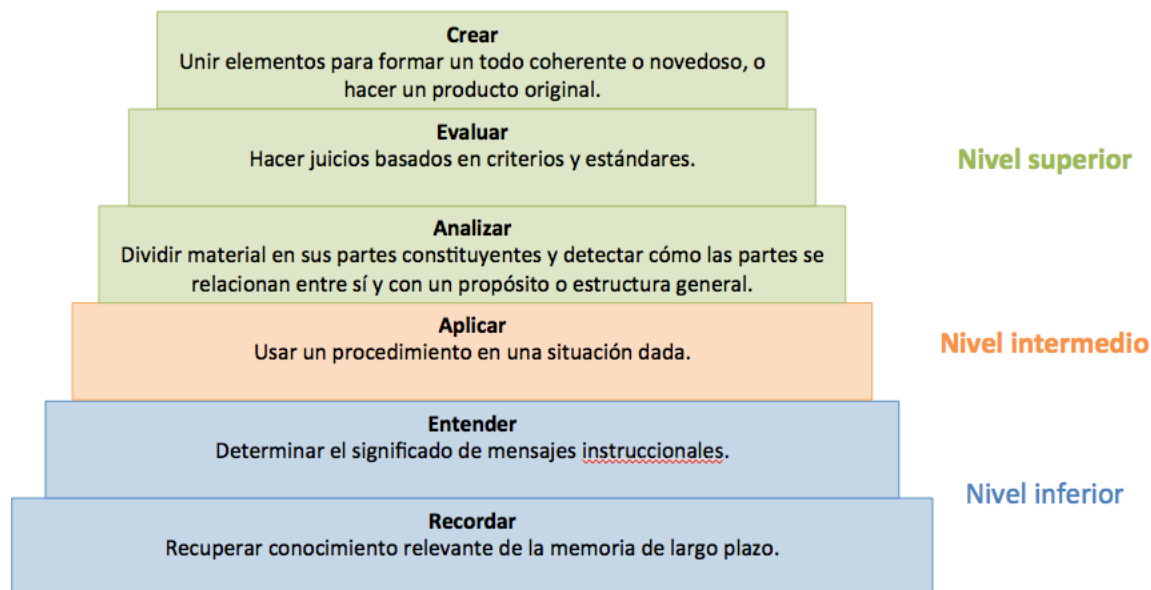 Crear
Unir elementos para formar un todo coherente o novedoso, o
hacer un producto original.
Evaluar
Hacer juicios basados en criterios y estándares.
Nivel superior
Analizar
Dividir material en sus partes constituyentes y detectar cómo las partes se
relacionan entre sí y con un propósito o estructura general.
Aplicar
Usar un procedimiento en una situación dada.
Nivel intermedio
Entender
Determinar el significado de mensajes instruccionales.
Nivel inferior
Recordar
Recuperar conocimiento relevante de la memoria de largo plazo.